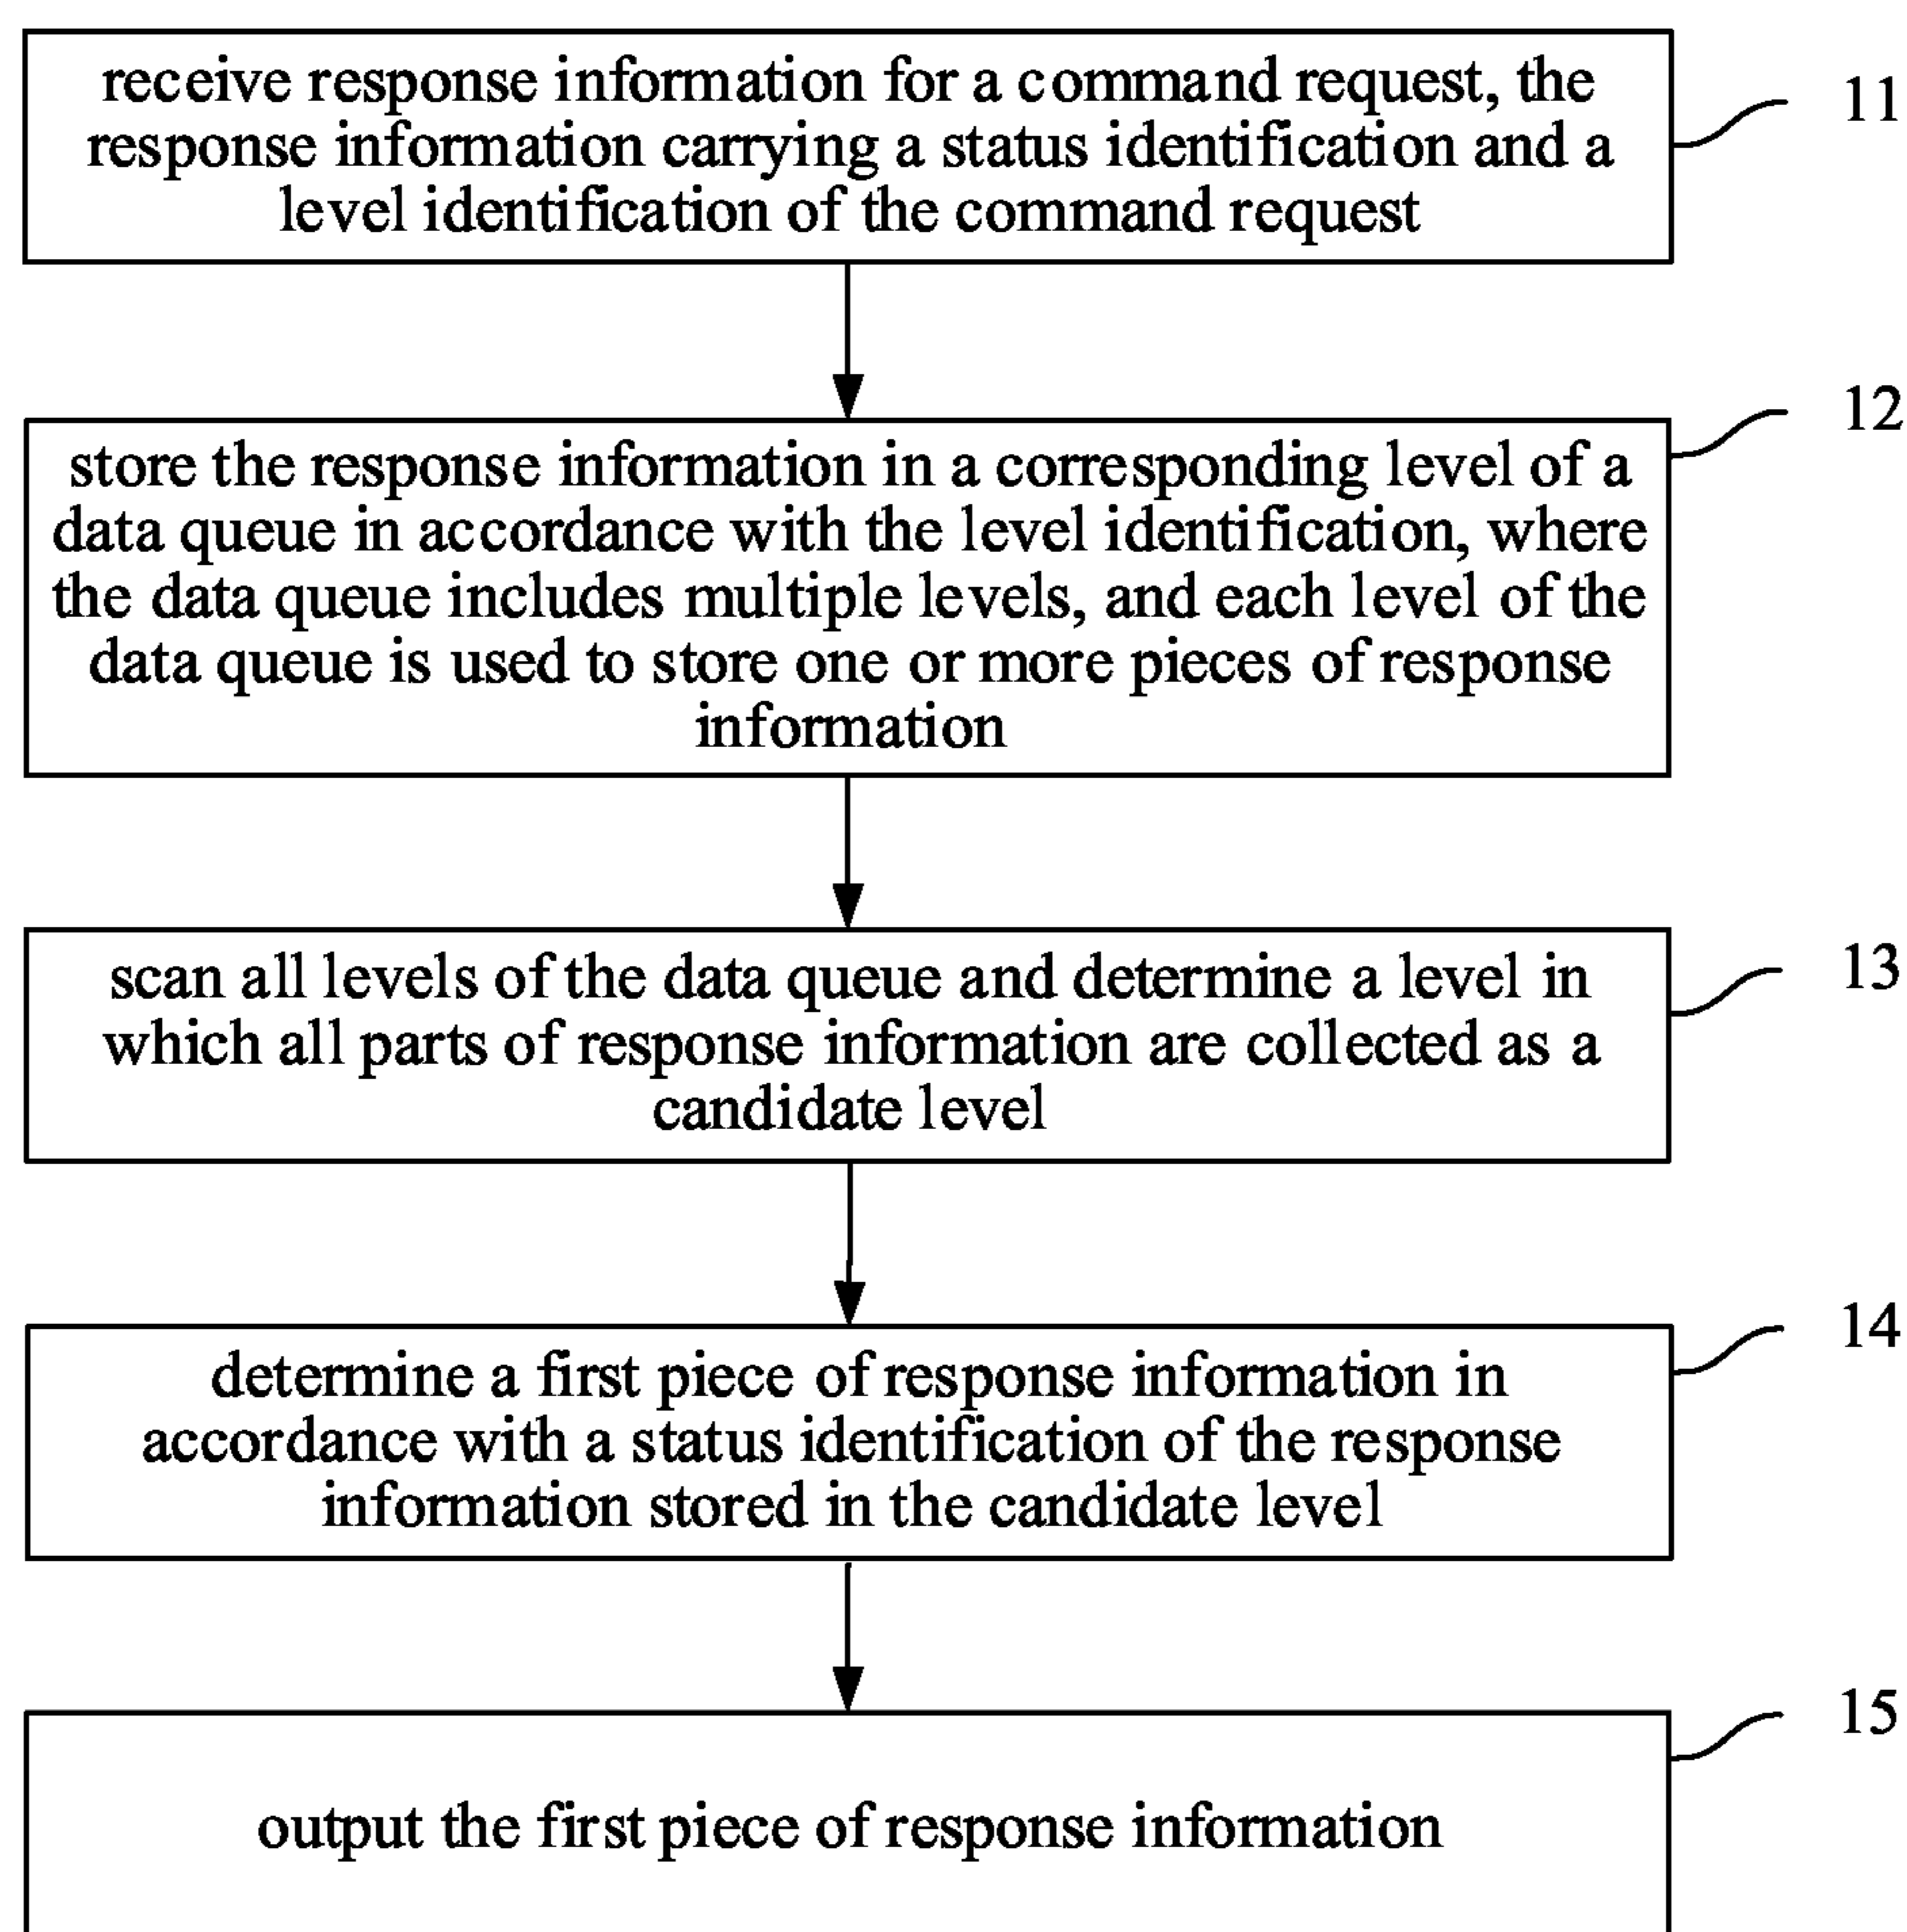 receive response information for a command request, the
response information carrying a status identification and a
level identification of the command request
11
store the response information in a corresponding level of a
data queue in accordance with the level identification, where
the data queue includes multiple levels, and each level of the
data queue is used to store one or more pieces of response
information
12
scan all levels of the data queue and determine a level in
which all parts of response information are collected as a
candidate level
13
determine a first piece of response information in
accordance with a status identification of the response
information stored in the candidate level
14
output the first piece of response information
15